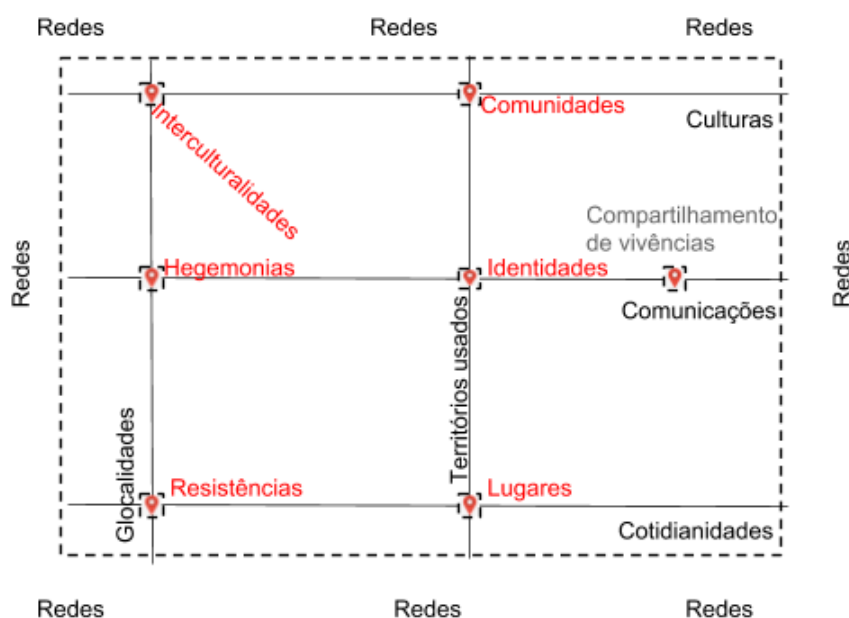 Redes
Redes
Redes
Interculturalidades
Comunidades
Culturas
Compartilhamento
de vivências
Redes
Hegemonias
Identidades
Redes
Comunicações
Territórios usados
Glocalidades
Resistências
Lugares
Cotidianidades
Redes
Redes
Redes